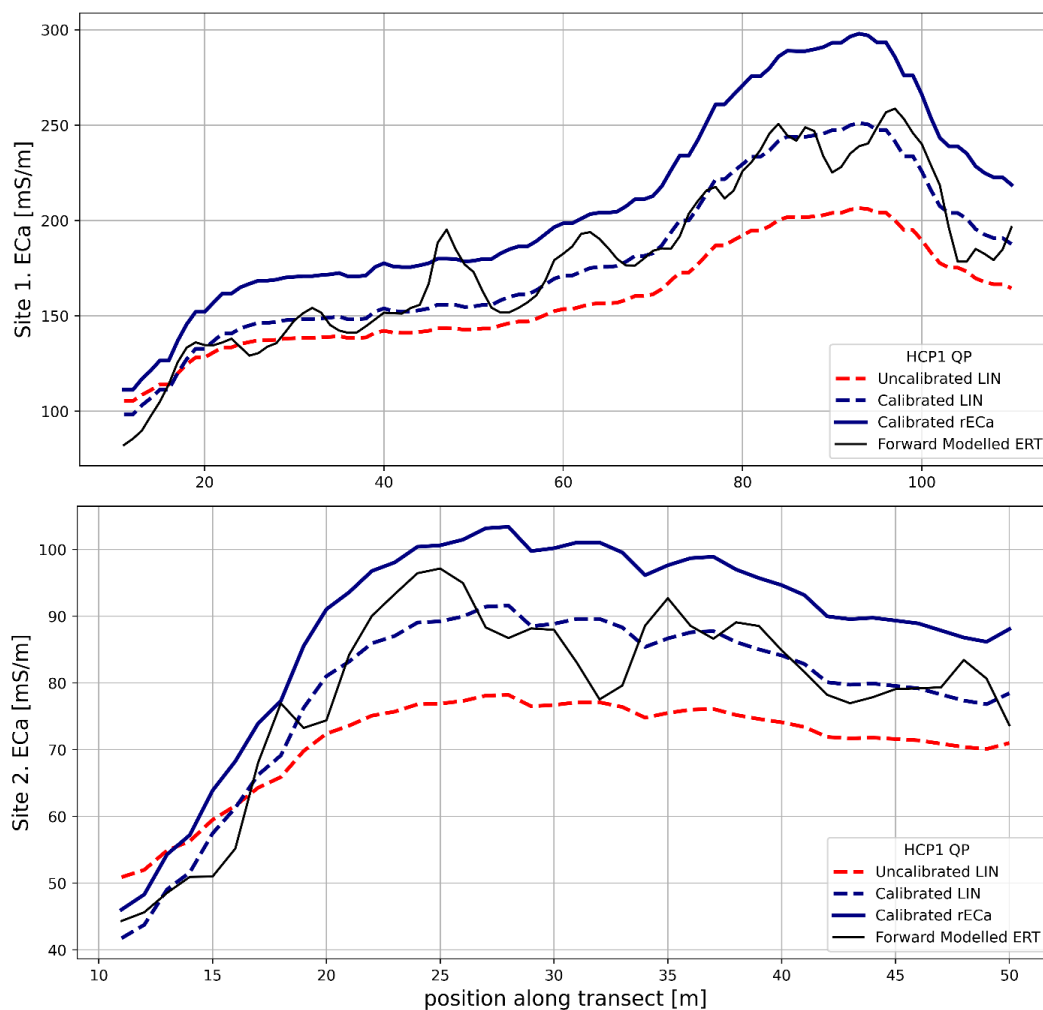 Site 1. ECa [mS/m]
300
250
200
150
100
HCP1 QP
Uncalibrated LIN
Calibrated LIN
Calibrated rECa
Forward Modelled ERT
20 40 60 80 100
Site 2. ECa [mS/m]
100
90
80
70
60
50
40
HCP1 QP
Uncalibrated LIN
Calibrated LIN
Calibrated rECa
Forward Modelled ERT
10 15 20 25 30 35 40 45 50
position along transect [m]